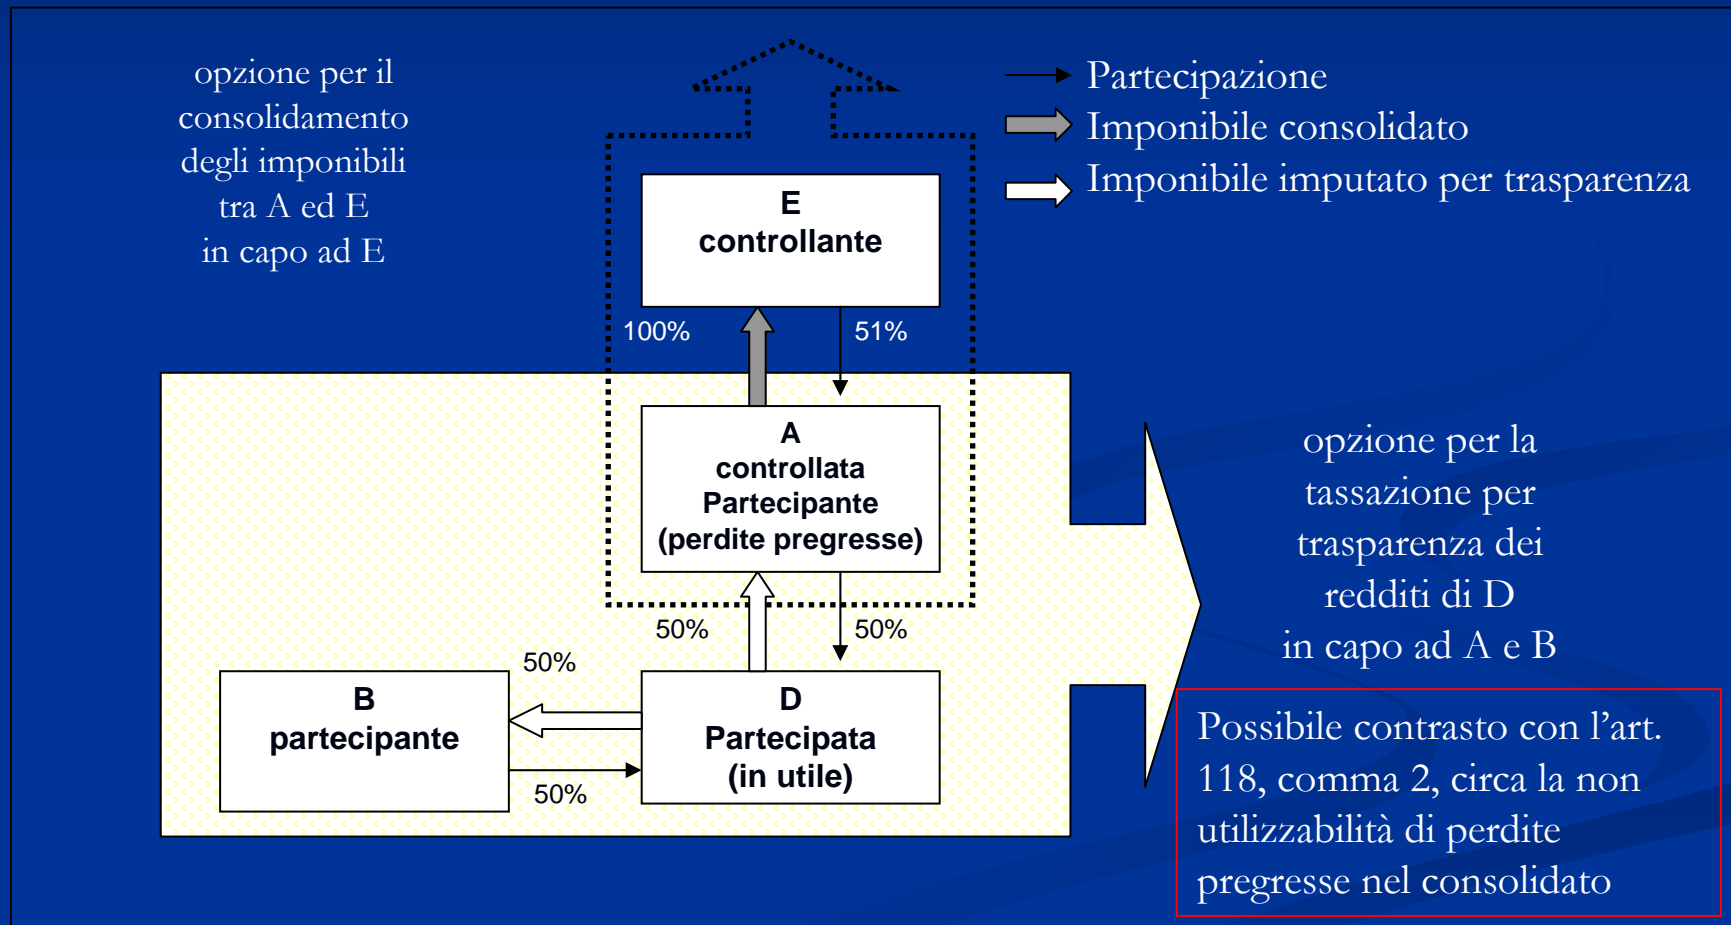 opzione per il
consolidamento
degli imponibili
tra A ed E
in capo ad E
Partecipazione
Imponibile consolidato
Imponibile imputato per trasparenza
E
controllante
100%
51%
A
controllata
Partecipante
(perdite pregresse)
50%
50%
50%
B
partecipante
50%
D
Partecipata
(in utile)
opzione per la
tassazione per
trasparenza dei
redditi di D
in capo ad A e B
Possibile contrasto con l’art.
118, comma 2, circa la non
utilizzabilità di perdite
pregresse nel consolidato